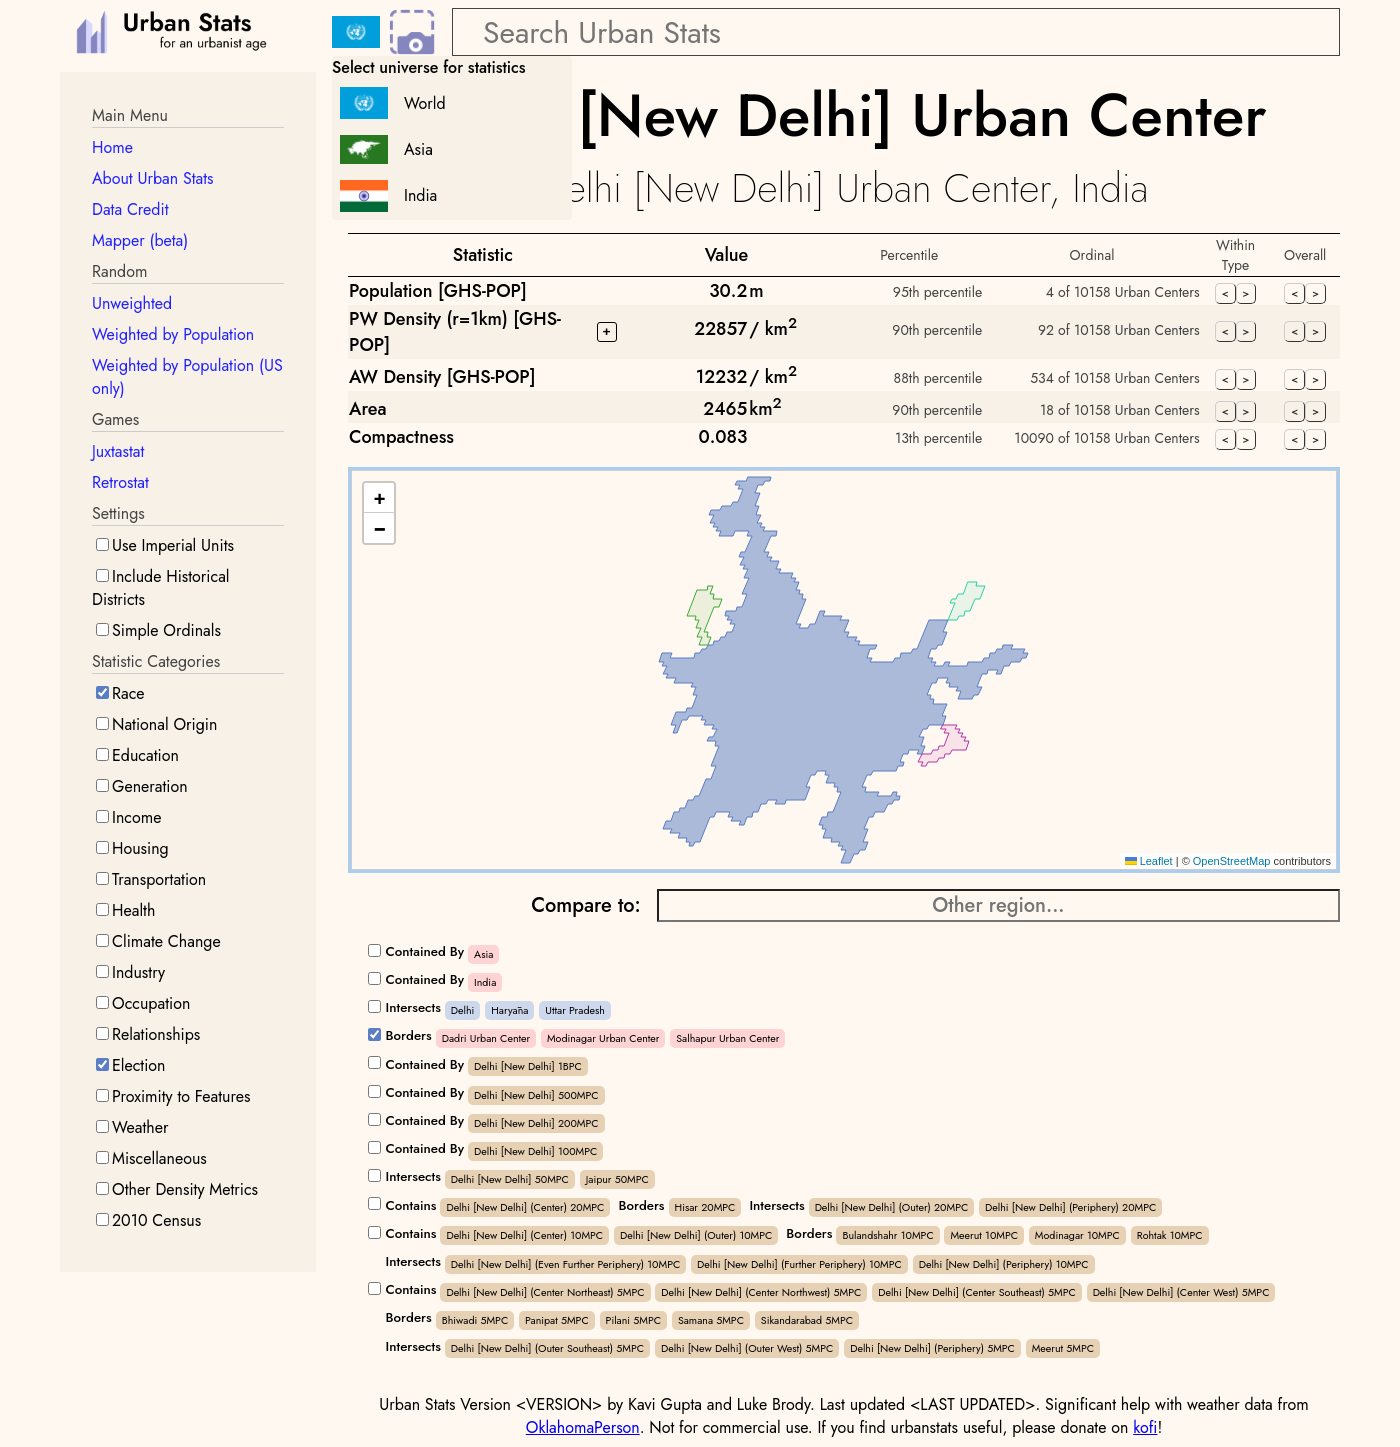 Urban Stats
for an urbanist age
Search Urban Stats
Select universe for statistics
World
Asia
India
[New Delhi] Urban Center
elhi [New Delhi] Urban Center, India
Main Menu
Home
About Urban Stats
Data Credit
Mapper (beta)
Random
Unweighted
Weighted by Population
Weighted by Population (US
only)
Games
Juxtastat
Retrostat
Settings
Use Imperial Units
Include Historical
Districts
Simple Ordinals
Statistic Categories
Race
National Origin
Education
Generation
Income
Housing
Transportation
Health
Climate Change
Industry
Occupation
Relationships
Election
Proximity to Features
Weather
Miscellaneous
Other Density Metrics
2010 Census
Statistic Value Percentile Ordinal Within Type Overall
Population [GHS-POP] 30.2 m 95th percentile 4 of 10158 Urban Centers < > < >
PW Density (r=1km) [GHS-
POP] + 22857 / km² 90th percentile 92 of 10158 Urban Centers < > < >
AW Density [GHS-POP] 12232 / km² 88th percentile 534 of 10158 Urban Centers < > < >
Area 2465 km² 90th percentile 18 of 10158 Urban Centers < > < >
Compactness 0.083 13th percentile 10090 of 10158 Urban Centers < > < >
+
−
Leaflet | © OpenStreetMap contributors
Compare to: Other region...
Contained By Asia
Contained By India
Intersects Delhi Haryāna Uttar Pradesh
Borders Dadri Urban Center Modinagar Urban Center Salhapur Urban Center
Contained By Delhi [New Delhi] 1BPC
Contained By Delhi [New Delhi] 500MPC
Contained By Delhi [New Delhi] 200MPC
Contained By Delhi [New Delhi] 100MPC
Intersects Delhi [New Delhi] 50MPC Jaipur 50MPC
Contains Delhi [New Delhi] (Center) 20MPC Borders Hisar 20MPC Intersects Delhi [New Delhi] (Outer) 20MPC Delhi [New Delhi] (Periphery) 20MPC
Contains Delhi [New Delhi] (Center) 10MPC Delhi [New Delhi] (Outer) 10MPC Borders Bulandshahr 10MPC Meerut 10MPC Modinagar 10MPC Rohtak 10MPC
Intersects Delhi [New Delhi] (Even Further Periphery) 10MPC Delhi [New Delhi] (Further Periphery) 10MPC Delhi [New Delhi] (Periphery) 10MPC
Contains Delhi [New Delhi] (Center Northeast) 5MPC Delhi [New Delhi] (Center Northwest) 5MPC Delhi [New Delhi] (Center Southeast) 5MPC Delhi [New Delhi] (Center West) 5MPC
Borders Bhiwadi 5MPC Panipat 5MPC Pilani 5MPC Samana 5MPC Sikandarabad 5MPC
Intersects Delhi [New Delhi] (Outer Southeast) 5MPC Delhi [New Delhi] (Outer West) 5MPC Delhi [New Delhi] (Periphery) 5MPC Meerut 5MPC
Urban Stats Version <VERSION> by Kavi Gupta and Luke Brody. Last updated <LAST UPDATED>. Significant help with weather data from
OklahomaPerson. Not for commercial use. If you find urbanstats useful, please donate on kofi!